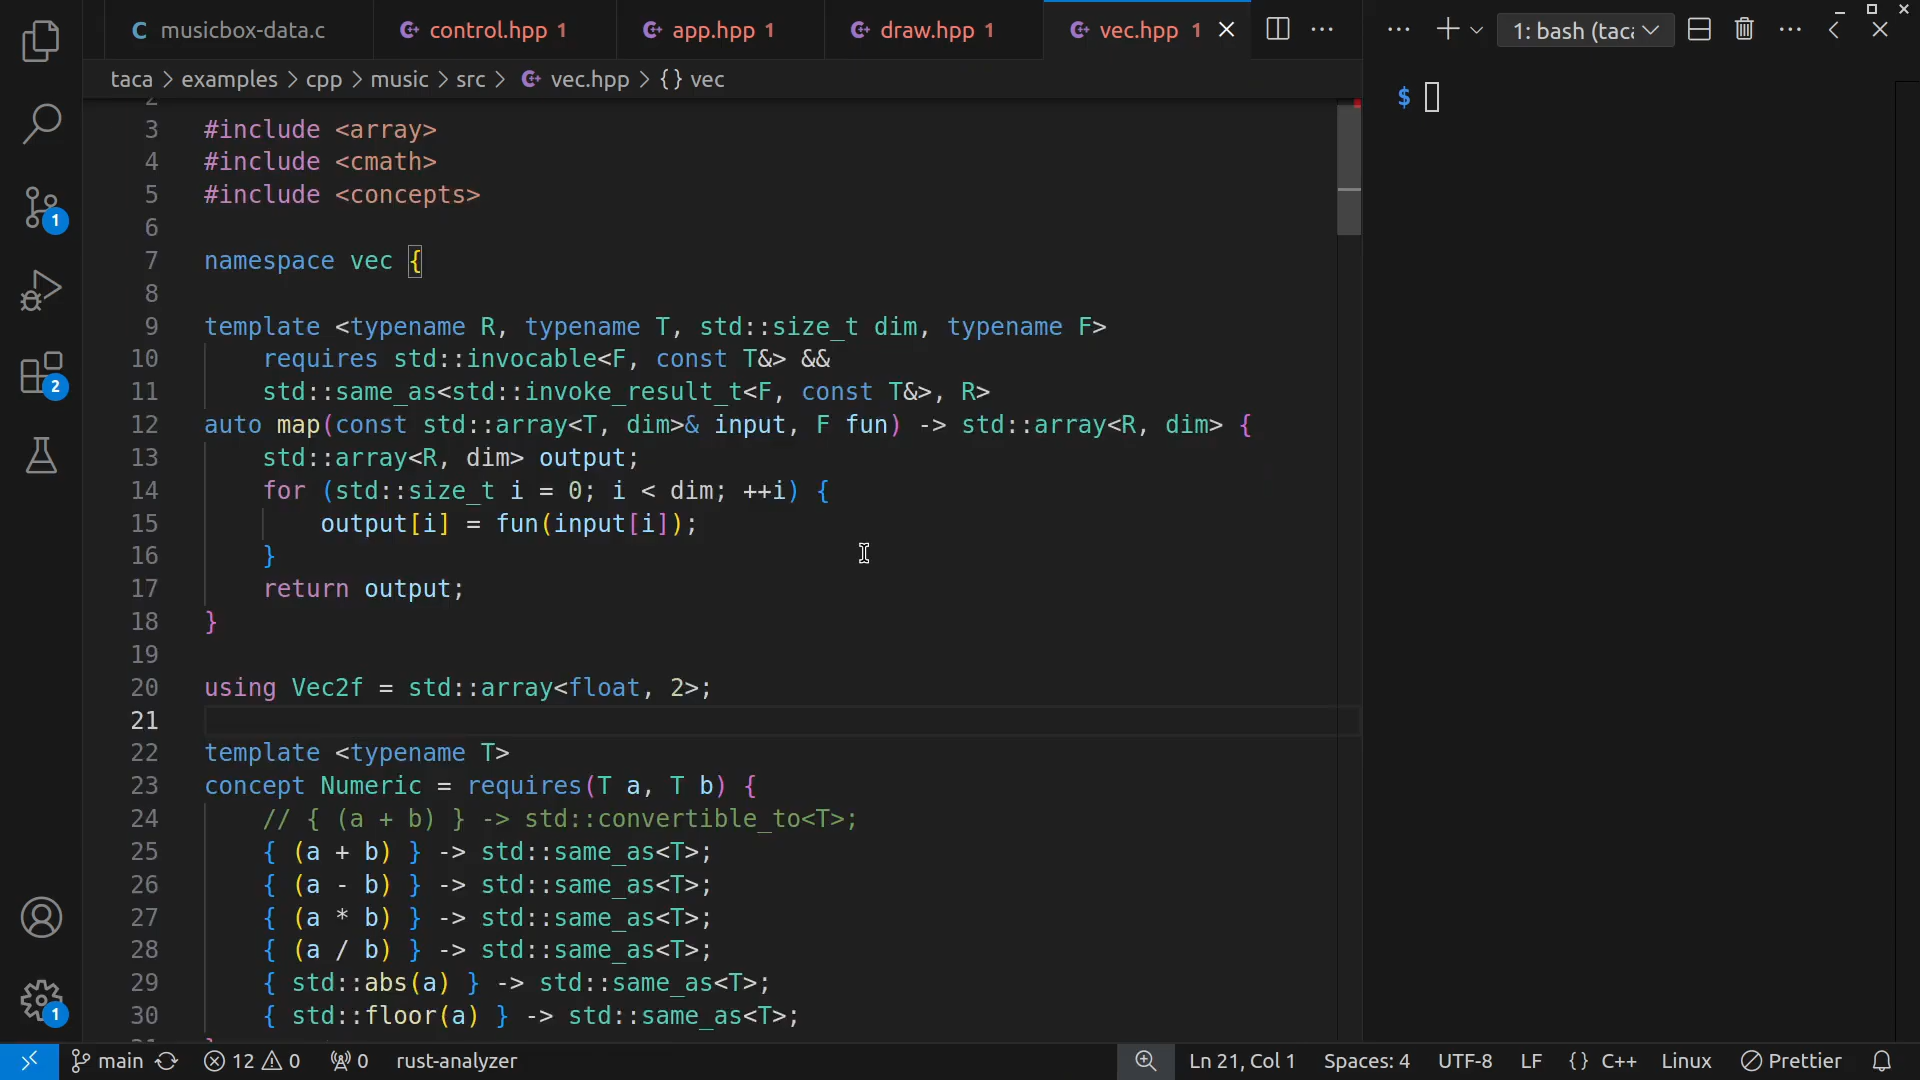 musicbox-data.c
control.hpp 1
app.hpp 1
draw.hpp 1
vec.hpp 1
1: bash (taca
taca > examples > cpp > music > src > vec.hpp > {} vec
$
2
3 #include <array>
4 #include <cmath>
5 #include <concepts>
6
7 namespace vec {
8
9 template <typename R, typename T, std::size_t dim, typename F>
10 requires std::invocable<F, const T&> &&
11 std::same_as<std::invoke_result_t<F, const T&>, R>
12 auto map(const std::array<T, dim>& input, F fun) -> std::array<R, dim> {
13 std::array<R, dim> output;
14 for (std::size_t i = 0; i < dim; ++i) {
15 output[i] = fun(input[i]);
16 }
17 return output;
18 }
19
20 using Vec2f = std::array<float, 2>;
21
22 template <typename T>
23 concept Numeric = requires(T a, T b) {
24 // { (a + b) } -> std::convertible_to<T>;
25 { (a + b) } -> std::same_as<T>;
26 { (a - b) } -> std::same_as<T>;
27 { (a * b) } -> std::same_as<T>;
28 { (a / b) } -> std::same_as<T>;
29 { std::abs(a) } -> std::same_as<T>;
30 { std::floor(a) } -> std::same_as<T>;
1
2
1
main
12
0
0
rust-analyzer
Ln 21, Col 1
Spaces: 4
UTF-8
LF
{} C++
Linux
Prettier